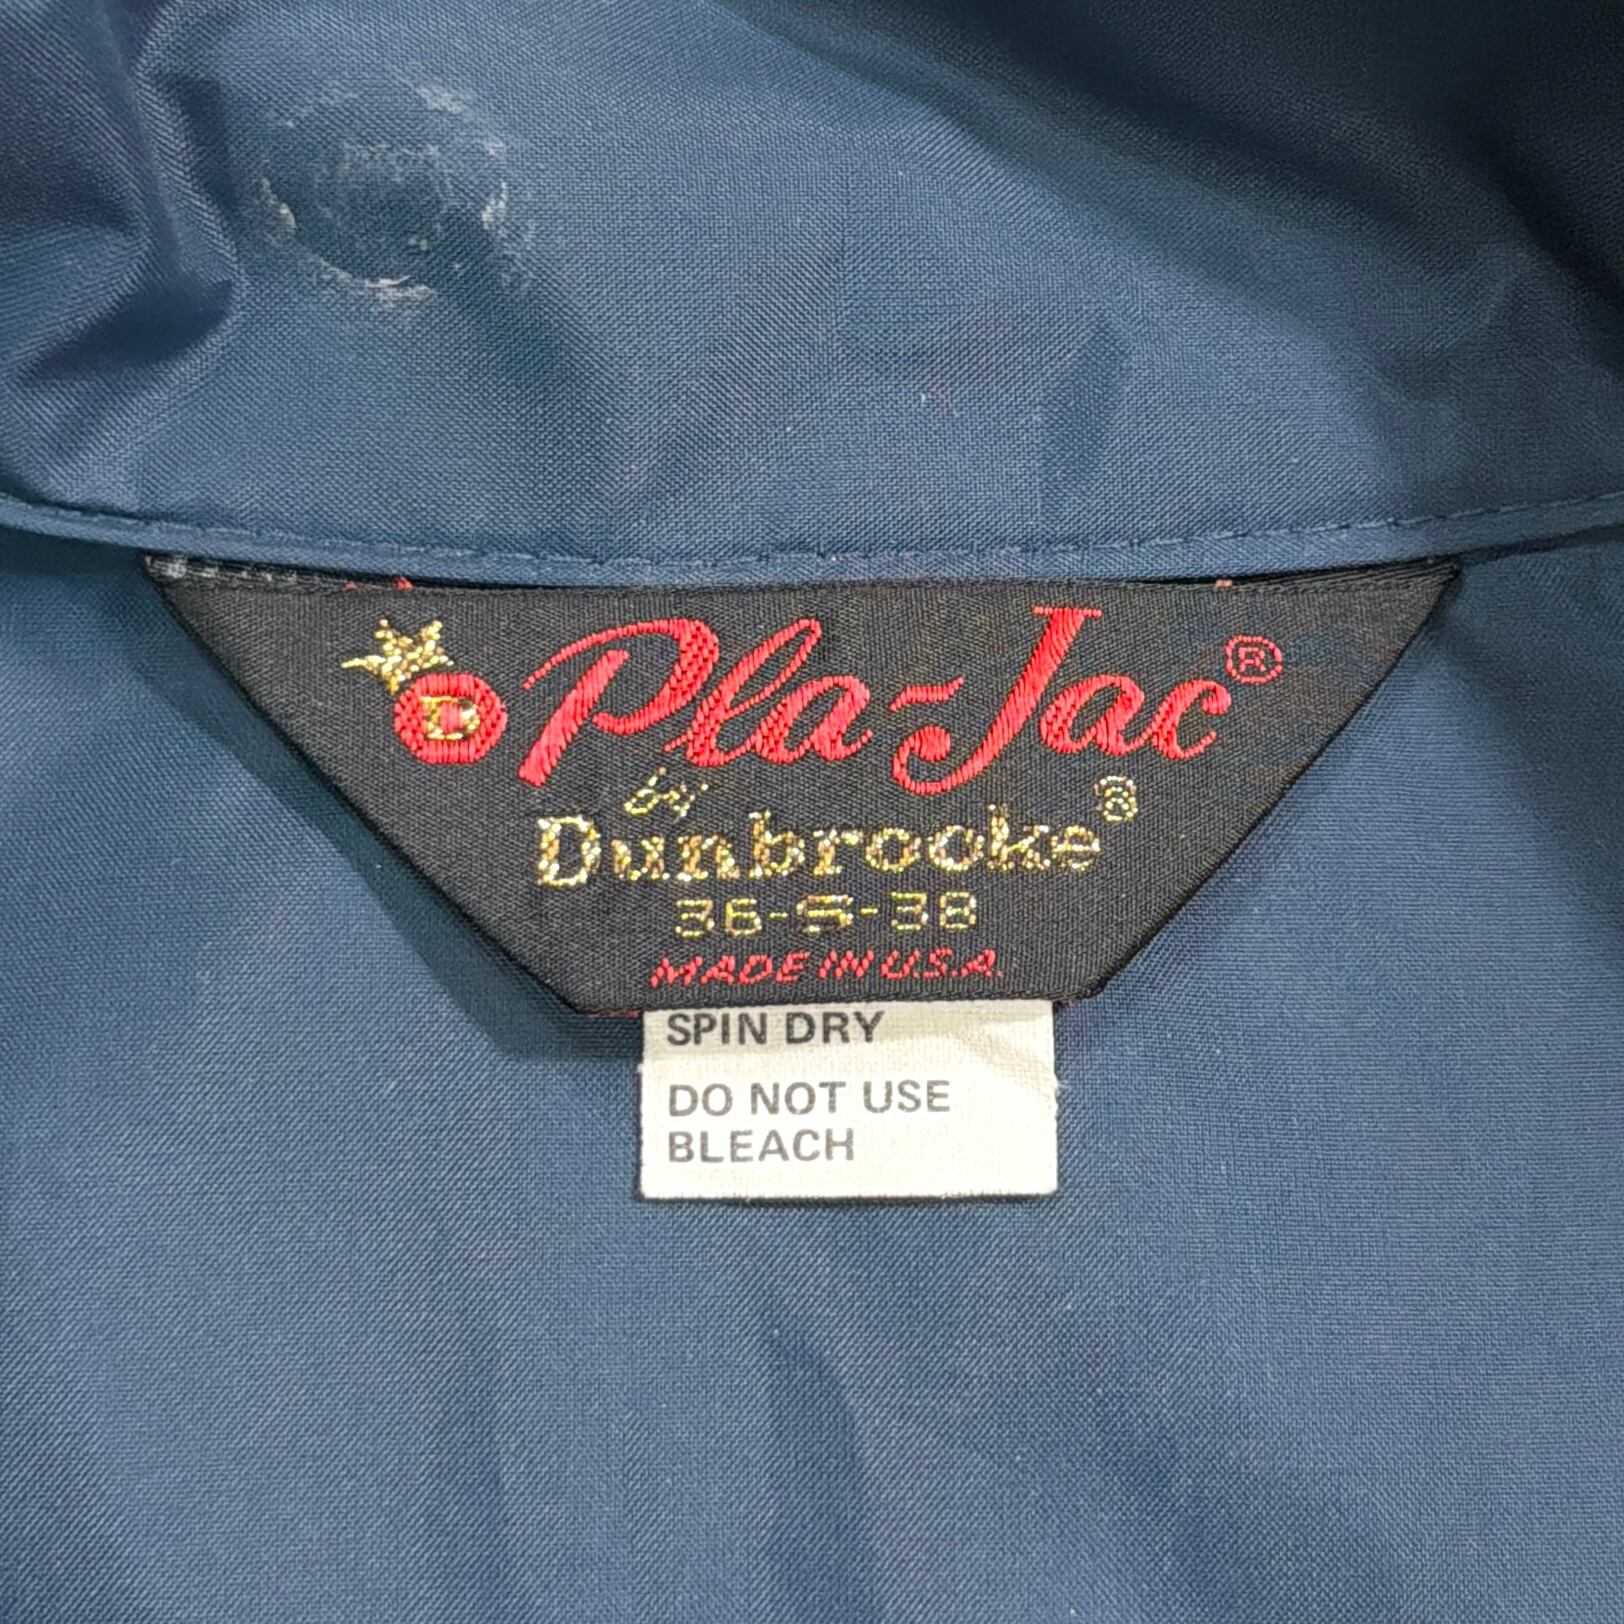 D Pla-Jac®
by
Dunbrooke®
36-S-38
MADE IN U.S.A.
SPIN DRY
DO NOT USE
BLEACH